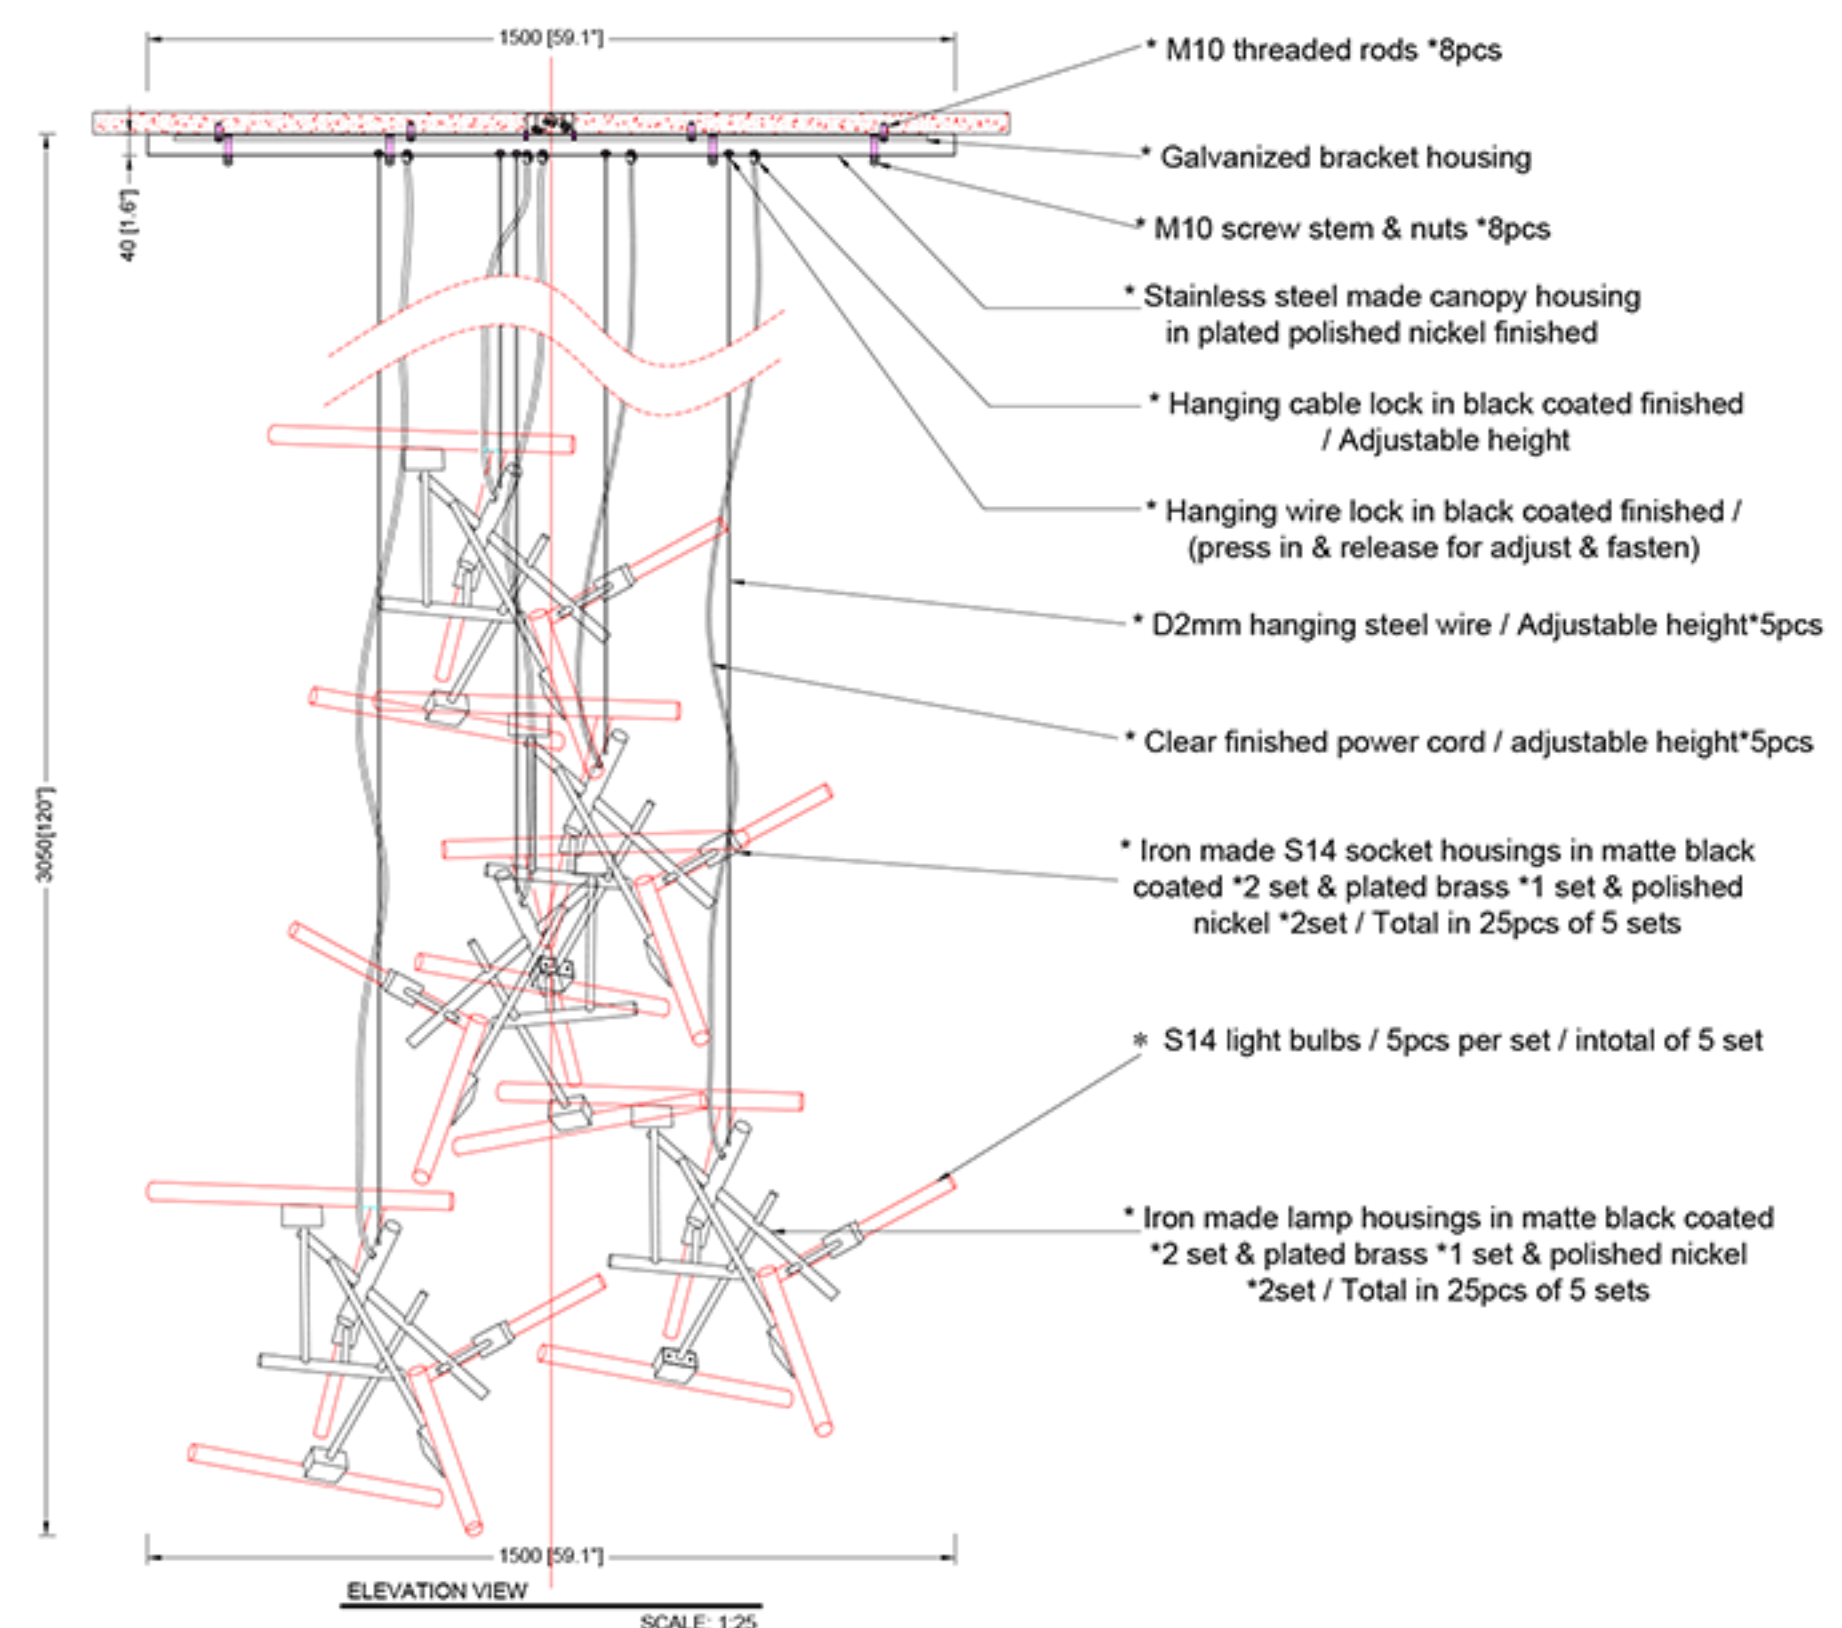 1500 [59.1"]
* M10 threaded rods *8pcs
* Galvanized bracket housing
40 [1.6"]
* M10 screw stem & nuts *8pcs
* Stainless steel made canopy housing
in plated polished nickel finished
* Hanging cable lock in black coated finished
/ Adjustable height
* Hanging wire lock in black coated finished /
(press in & release for adjust & fasten)
* D2mm hanging steel wire / Adjustable height*5pcs
* Clear finished power cord / adjustable height*5pcs
3050[120"]
* Iron made S14 socket housings in matte black
coated *2 set & plated brass *1 set & polished
nickel *2set / Total in 25pcs of 5 sets
* S14 light bulbs / 5pcs per set / intotal of 5 set
* Iron made lamp housings in matte black coated
*2 set & plated brass *1 set & polished nickel
*2set / Total in 25pcs of 5 sets
1500 [59.1"]
ELEVATION VIEW
SCALE: 1:25